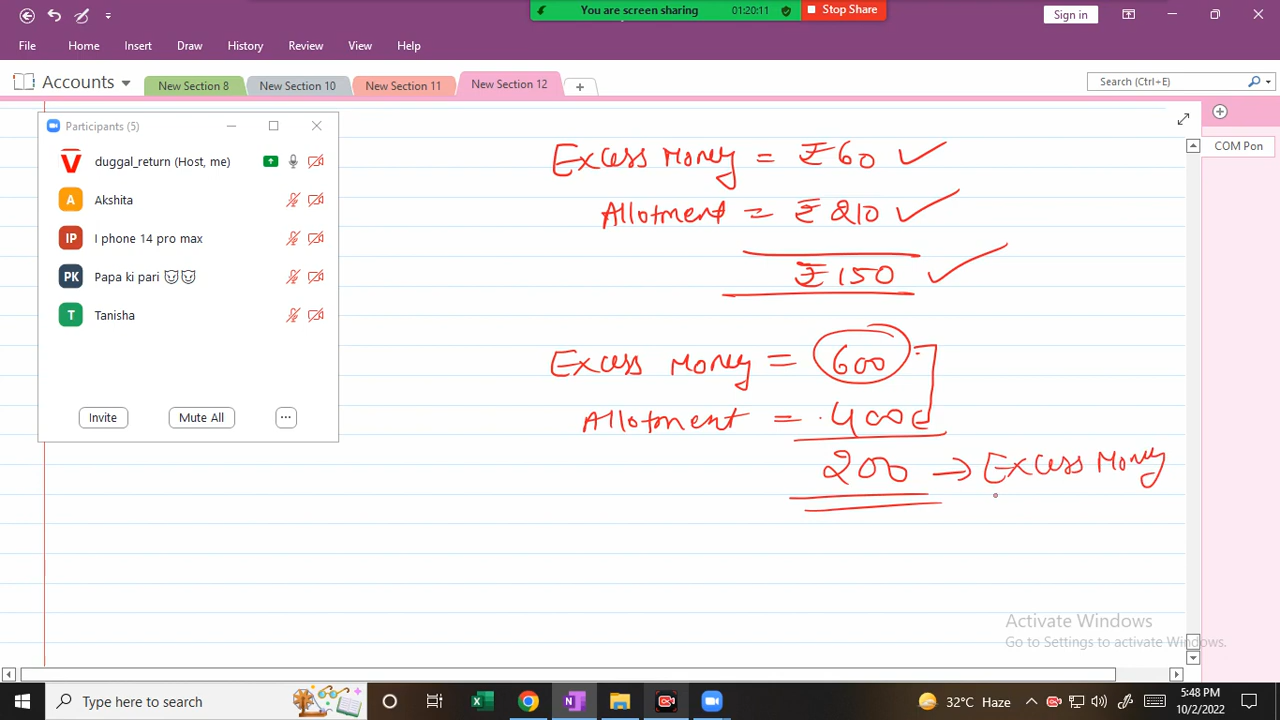 You are screen sharing 01:20:11 Stop Share
Sign in
File Home Insert Draw History Review View Help
Accounts New Section 8 New Section 10 New Section 11 New Section 12 Search (Ctrl+E)
COM Pon
Participants (5)
duggal_return (Host, me)
A Akshita
IP I phone 14 pro max
PK Papa ki pari 🐱🐱
T Tanisha
Invite Mute All ...
Excess Money = ₹60 ✓
Allotment = ₹210 ✓
₹150 ✓
Excess Money = 600
Allotment = 400
200 → Excess Money
Activate Windows
Go to Settings to activate Windows.
Type here to search
32°C Haze
5:48 PM
10/2/2022